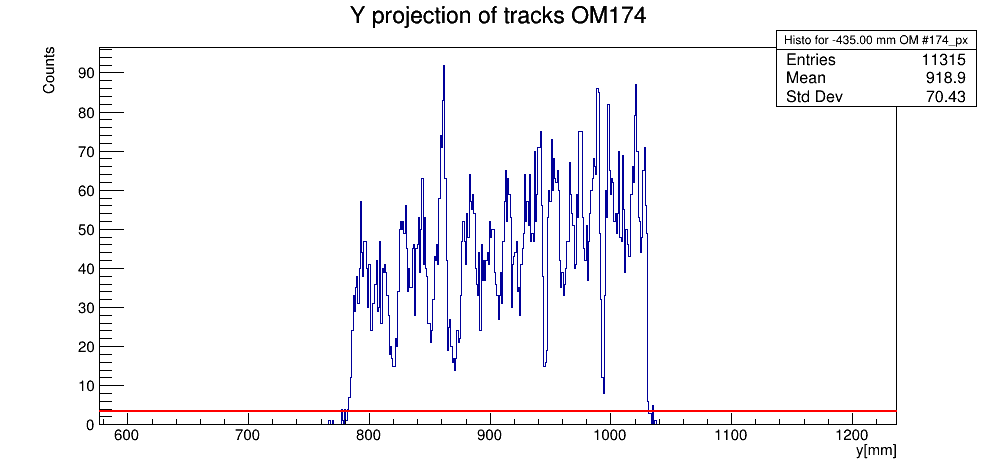 Y projection of tracks OM174
Histo for -435.00 mm OM #174_px
Entries 11315
Mean 918.9
Std Dev 70.43
Counts
90
80
70
60
50
40
30
20
10
0
600 700 800 900 1000 1100 1200
y[mm]